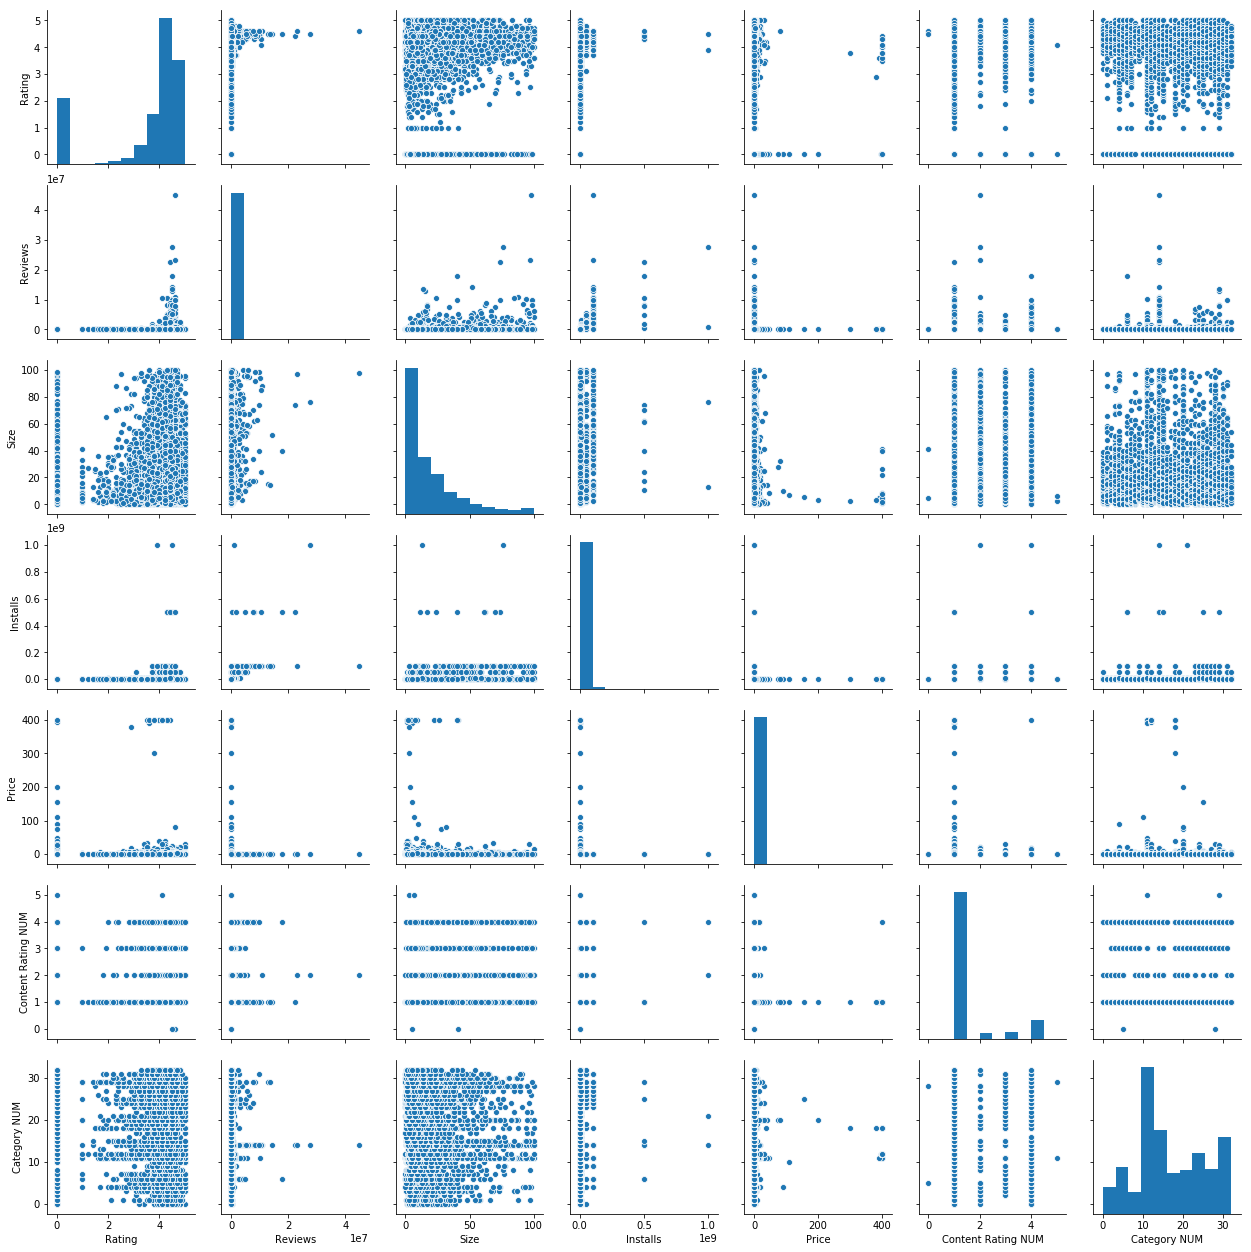 5
4
3
2
1
0
Rating
1e7
4
3
2
1
0
Reviews
100
80
60
40
20
0
Size
1e9
1.0
0.8
0.6
0.4
0.2
0.0
Installs
400
300
200
100
0
Price
5
4
3
2
1
0
Content Rating NUM
30
20
10
0
Category NUM
0 4
Rating
0 2 4
1e7
Reviews
0 50 100
Size
0.0 0.5 1.0
1e9
Installs
0 200 400
Price
0 2 4
Content Rating NUM
0 10 20 30
Category NUM